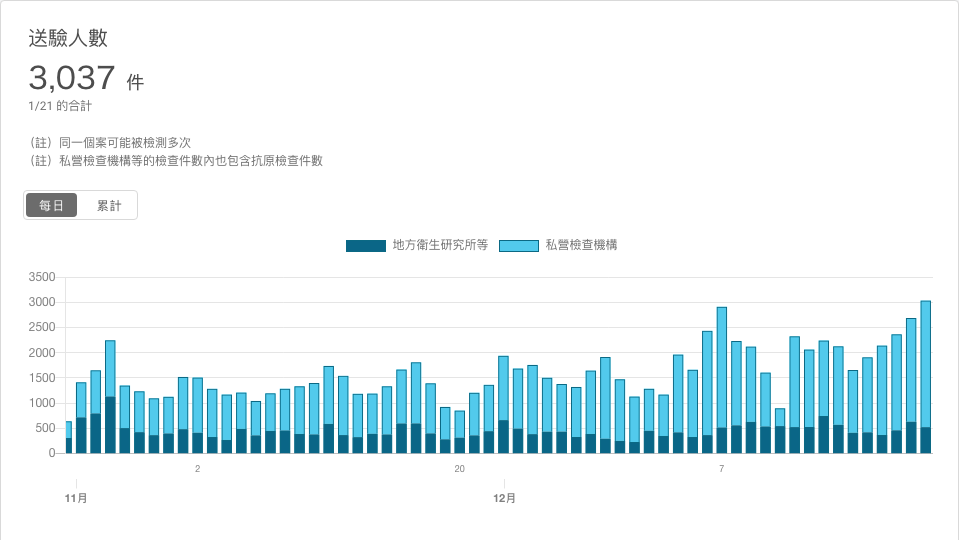 送驗人數
3,037 件
1/21 的合計
（註）同一個案可能被檢測多次
（註）私營檢查機構等的檢查件數內也包含抗原檢查件數
每日 累計
地方衛生研究所等 私營檢查機構
3500
3000
2500
2000
1500
1000
500
0
2 20 7
11月 12月